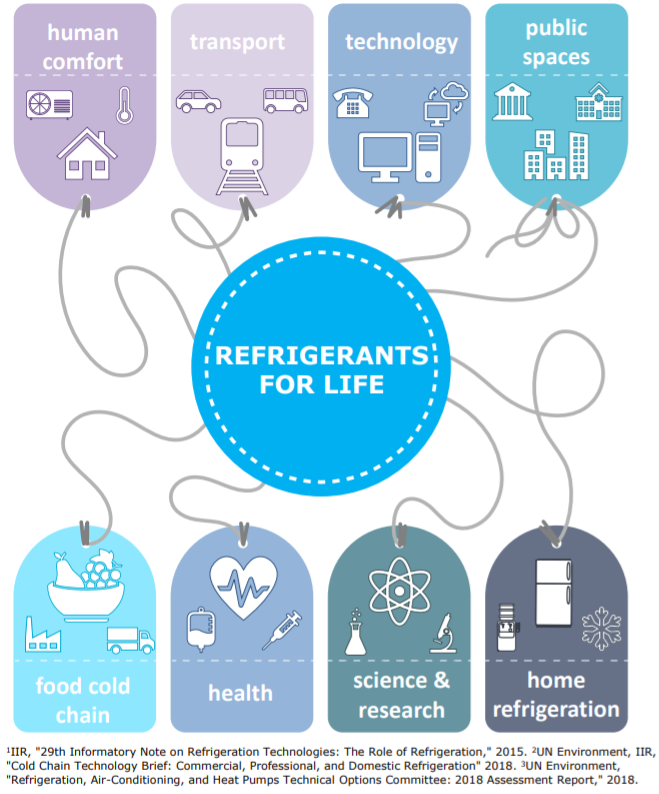 human
comfort
transport
technology
public
spaces
REFRIGERANTS
FOR LIFE
food cold
chain
health
science &
research
home
refrigeration
¹IIR, "29th Informatory Note on Refrigeration Technologies: The Role of Refrigeration," 2015. ²UN Environment, IIR,
"Cold Chain Technology Brief: Commercial, Professional, and Domestic Refrigeration" 2018. ³UN Environment,
"Refrigeration, Air-Conditioning, and Heat Pumps Technical Options Committee: 2018 Assessment Report," 2018.